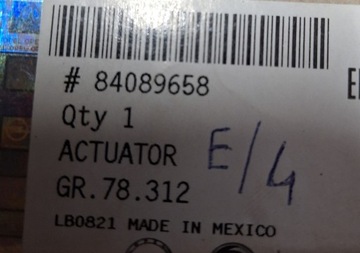 # 84089658
Qty 1
ACTUATOR E/4
GR.78.312
LB0821 MADE IN MEXICO